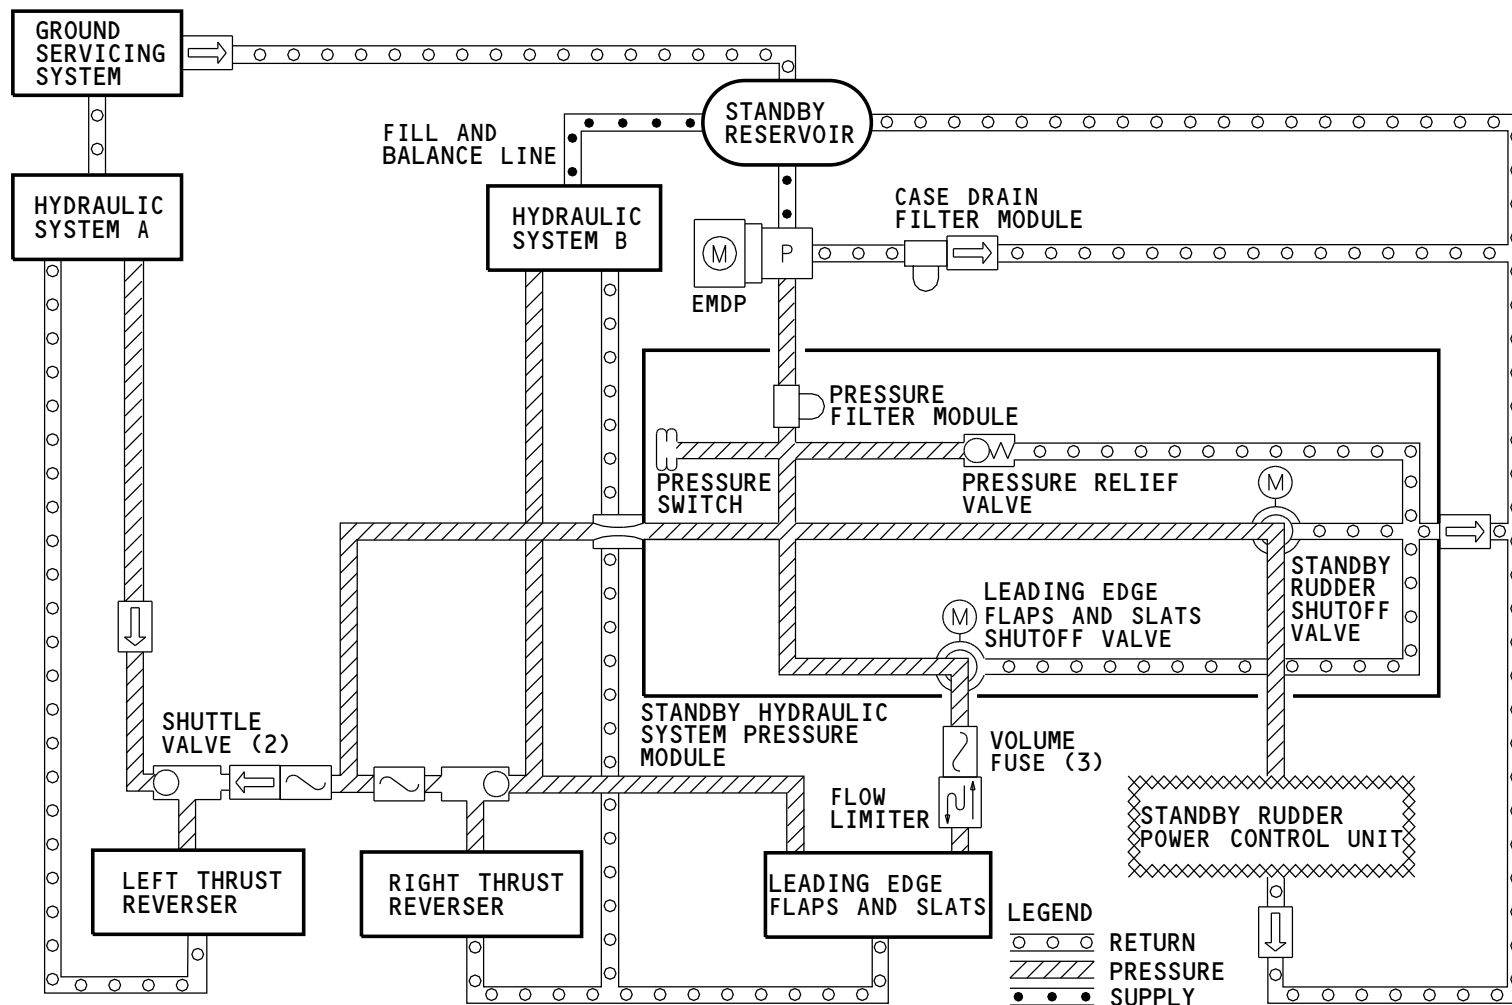 GROUND
SERVICING
SYSTEM
STANDBY
RESERVOIR
FILL AND
BALANCE LINE
HYDRAULIC
SYSTEM A
HYDRAULIC
SYSTEM B
CASE DRAIN
FILTER MODULE
M
P
EMDP
PRESSURE
FILTER MODULE
PRESSURE
SWITCH
PRESSURE RELIEF
VALVE
M
STANDBY
RUDDER
SHUTOFF
VALVE
M
LEADING EDGE
FLAPS AND SLATS
SHUTOFF VALVE
STANDBY HYDRAULIC
SYSTEM PRESSURE
MODULE
SHUTTLE
VALVE (2)
VOLUME
FUSE (3)
FLOW
LIMITER
STANDBY RUDDER
POWER CONTROL UNIT
LEFT THRUST
REVERSER
RIGHT THRUST
REVERSER
LEADING EDGE
FLAPS AND SLATS
LEGEND
RETURN
PRESSURE
SUPPLY